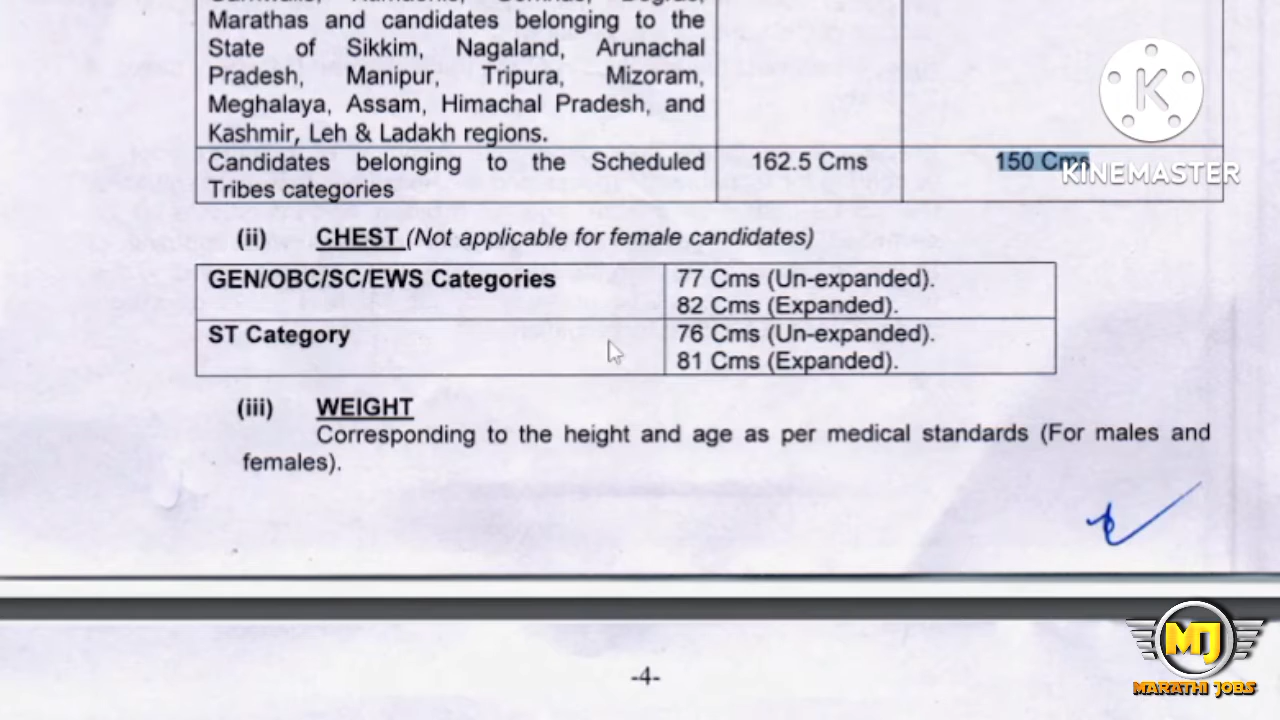 Marathas and candidates belonging to the
State of Sikkim, Nagaland, Arunachal
Pradesh, Manipur, Tripura, Mizoram,
Meghalaya, Assam, Himachal Pradesh, and
Kashmir, Leh & Ladakh regions.
Candidates belonging to the Scheduled
Tribes categories
162.5 Cms
150 Cms
K
KINEMASTER
(ii) CHEST (Not applicable for female candidates)
GEN/OBC/SC/EWS Categories
77 Cms (Un-expanded).
82 Cms (Expanded).
ST Category
76 Cms (Un-expanded).
81 Cms (Expanded).
(iii) WEIGHT
Corresponding to the height and age as per medical standards (For males and
females).
MJ
MARATHI JOBS
-4-